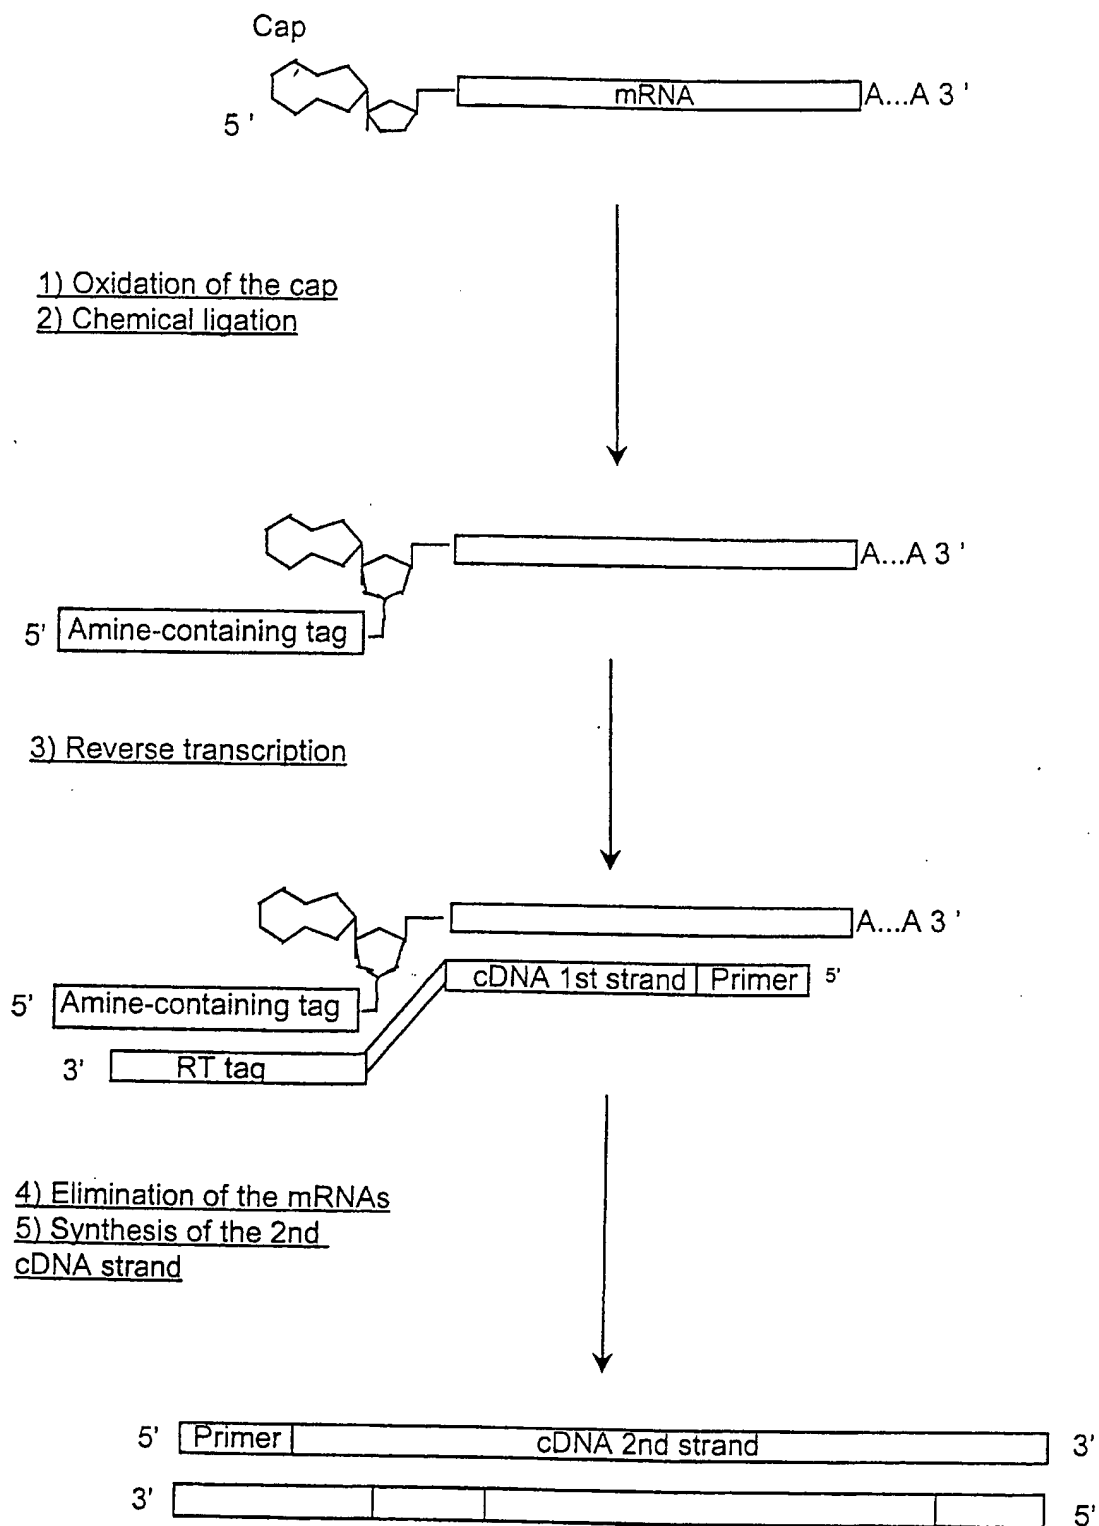 Cap
mRNA
A...A 3 '
5 '
1) Oxidation of the cap
2) Chemical ligation
A...A 3 '
5' Amine-containing tag
3) Reverse transcription
A...A 3 '
cDNA 1st strand Primer 5'
5' Amine-containing tag
3' RT tag
4) Elimination of the mRNAs
5) Synthesis of the 2nd
cDNA strand
5' Primer cDNA 2nd strand 3'
3' 5'